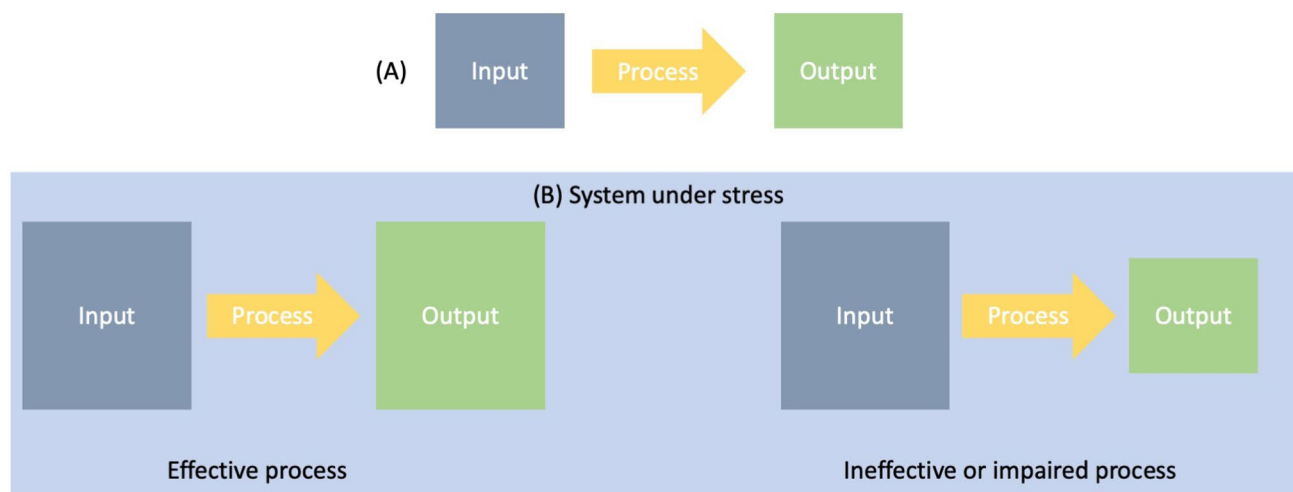 (A)
Input
Process
Output
(B) System under stress
Input
Process
Output
Input
Process
Output
Effective process
Ineffective or impaired process